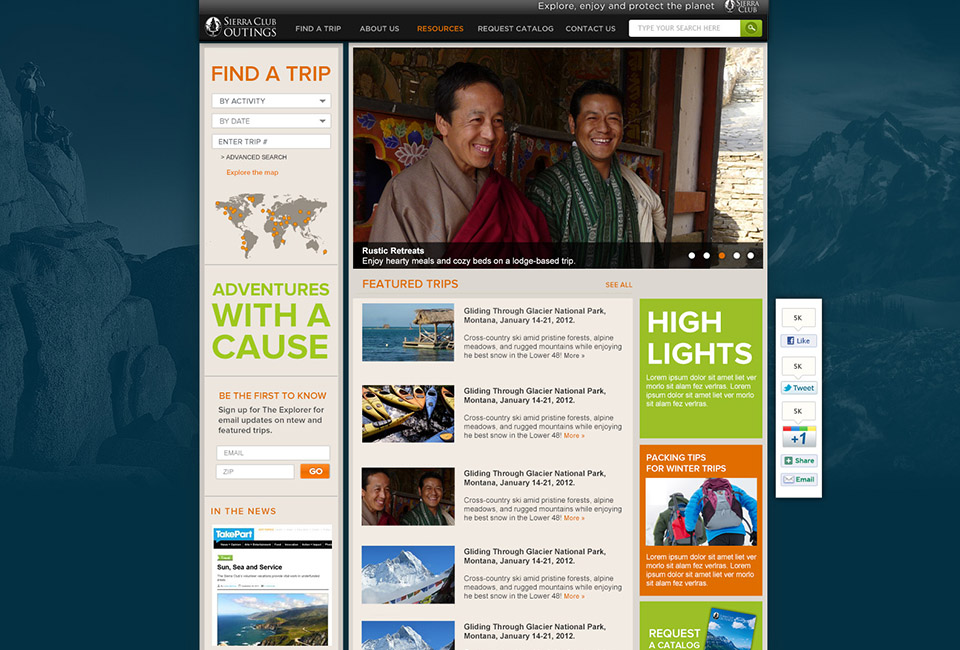 Explore, enjoy and protect the planet
SIERRA CLUB
SIERRA CLUB
OUTINGS
FIND A TRIP
ABOUT US
RESOURCES
REQUEST CATALOG
CONTACT US
TYPE YOUR SEARCH HERE
FIND A TRIP
BY ACTIVITY
BY DATE
ENTER TRIP #
> ADVANCED SEARCH
Explore the map
ADVENTURES
WITH A
CAUSE
BE THE FIRST TO KNOW
Sign up for The Explorer for
email updates on ntew and
featured trips.
EMAIL
ZIP
GO
IN THE NEWS
TakePart
Sun, Sea and Service
Rustic Retreats
Enjoy hearty meals and cozy beds on a lodge-based trip.
FEATURED TRIPS
SEE ALL
Gliding Through Glacier National Park,
Montana, January 14-21, 2012.
Cross-country ski amid pristine forests, alpine
meadows, and rugged mountains while enjoying
he best snow in the Lower 48! More »
Gliding Through Glacier National Park,
Montana, January 14-21, 2012.
Cross-country ski amid pristine forests, alpine
meadows, and rugged mountains while enjoying
he best snow in the Lower 48! More »
Gliding Through Glacier National Park,
Montana, January 14-21, 2012.
Cross-country ski amid pristine forests, alpine
meadows, and rugged mountains while enjoying
he best snow in the Lower 48! More »
Gliding Through Glacier National Park,
Montana, January 14-21, 2012.
Cross-country ski amid pristine forests, alpine
meadows, and rugged mountains while enjoying
he best snow in the Lower 48! More »
Gliding Through Glacier National Park,
Montana, January 14-21, 2012.
HIGH
LIGHTS
Lorem ipsum dolor sit amet liet ver
morlo sit alam fez vertras. Lorem
ipsum dolor sit amet liet ver morlo
sit alam fez vertras.
PACKING TIPS
FOR WINTER TRIPS
Lorem ipsum dolor sit amet liet ver
morlo sit alam fez vertras. Lorem
ipsum dolor sit amet liet ver morlo
sit alam fez vertras.
REQUEST
A CATALOG
5K
Like
5K
Tweet
5K
+1
Share
Email